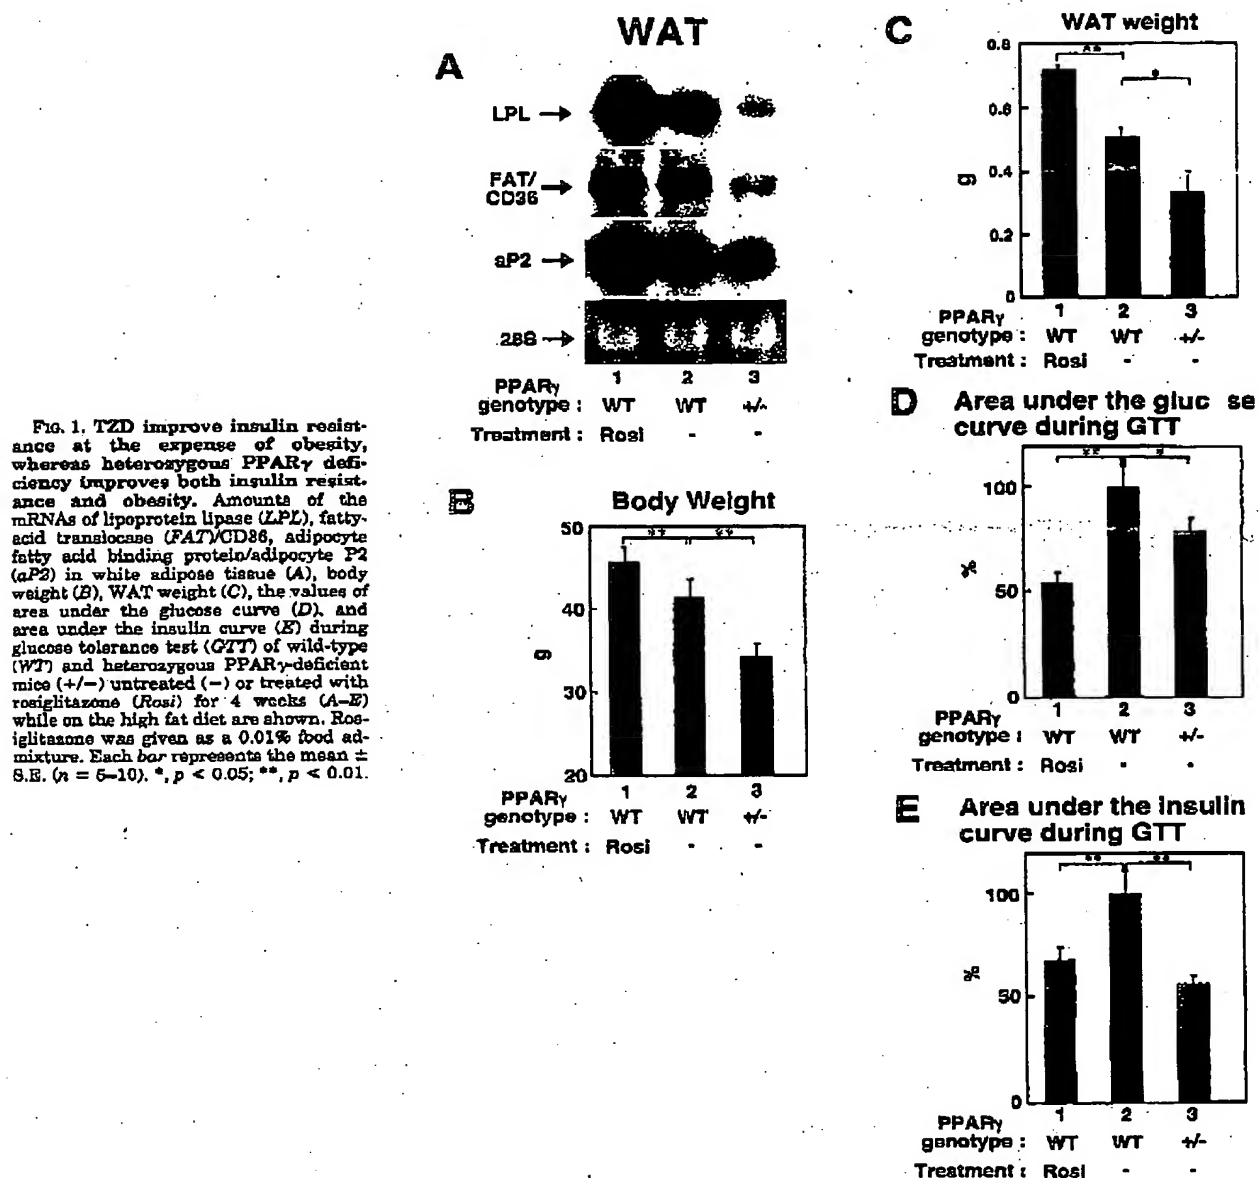 FIG. 1. TZD improve insulin resist-
ance at the expense of obesity,
whereas heterozygous PPARγ defi-
ciency improves both insulin resist-
ance and obesity. Amounts of the
mRNAs of lipoprotein lipase (LPL), fatty-
acid translocase (FAT)/CD36, adipocyte
fatty acid binding protein/adipocyte P2
(aP2) in white adipose tissue (A), body
weight (B), WAT weight (C), the values of
area under the glucose curve (D), and
area under the insulin curve (E) during
glucose tolerance test (GTT) of wild-type
(WT) and heterozygous PPARγ-deficient
mice (+/−) untreated (−) or treated with
rosiglitazone (Rosi) for 4 weeks (A–E)
while on the high fat diet are shown. Ros-
iglitazone was given as a 0.01% food ad-
mixture. Each bar represents the mean ±
S.E. (n = 5–10). *, p < 0.05; **, p < 0.01.
WAT
A
LPL →
FAT/
CD36 →
aP2 →
28S →
1 2 3
PPARγ
genotype : WT WT +/-
Treatment : Rosi - -
B
Body Weight
50
** **
40
g
30
20
1 2 3
PPARγ
genotype : WT WT +/-
Treatment : Rosi - -
C
WAT weight
0.8
** *
0.6
g
0.4
0.2
0
1 2 3
PPARγ
genotype : WT WT +/-
Treatment : Rosi - -
D
Area under the gluc se
curve during GTT
** *
100
%
50
0
1 2 3
PPARγ
genotype : WT WT +/-
Treatment : Rosi - -
E
Area under the insulin
curve during GTT
** **
100
%
50
0
1 2 3
PPARγ
genotype : WT WT +/-
Treatment : Rosi - -